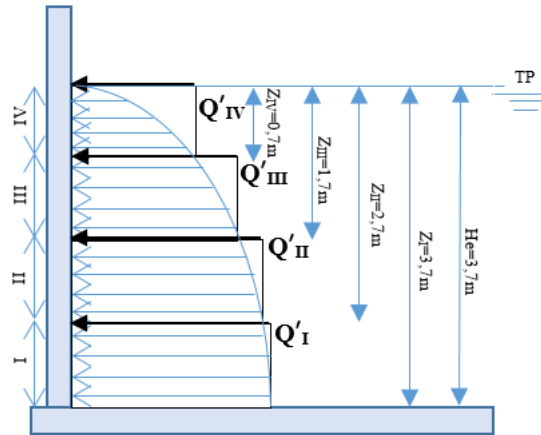 TP
IV
Q′IV
ZIV=0,7m
Q′III
ZIII=1,7m
III
ZII=2,7m
ZI=3,7m
He=3,7m
Q′II
II
Q′I
I